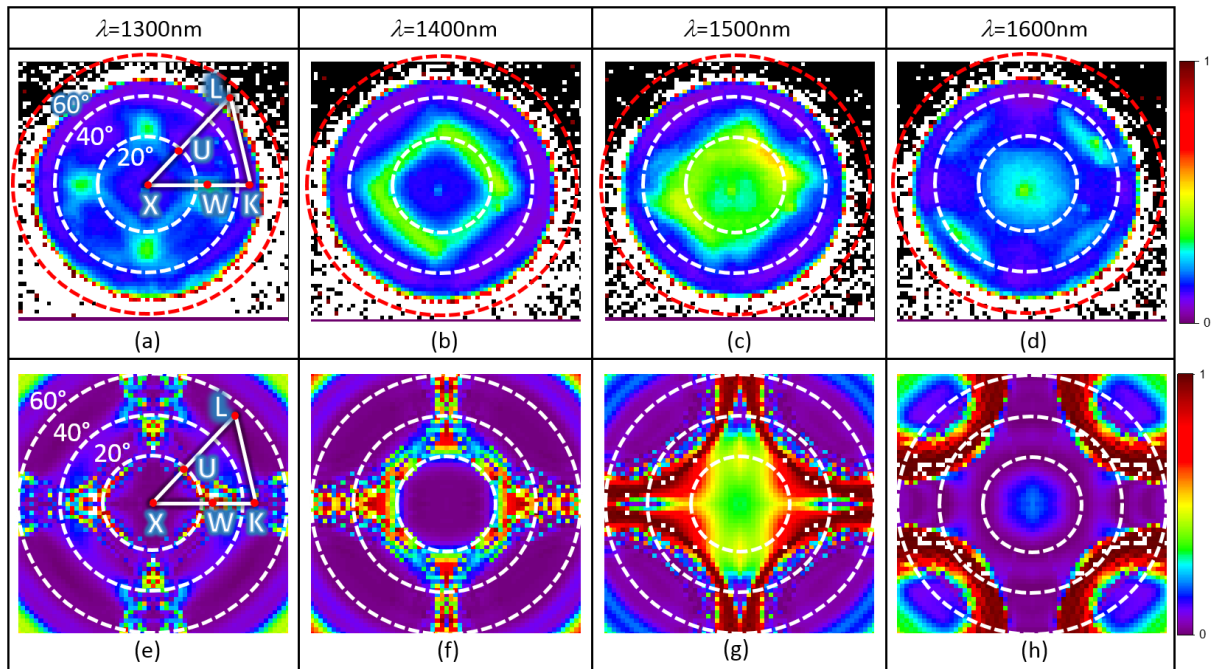 λ=1300nm λ=1400nm λ=1500nm λ=1600nm
60° L
40° U
20°
X W K
1
0
(a) (b) (c) (d)
60° L
40°
20° U
X W K
1
0
(e) (f) (g) (h)